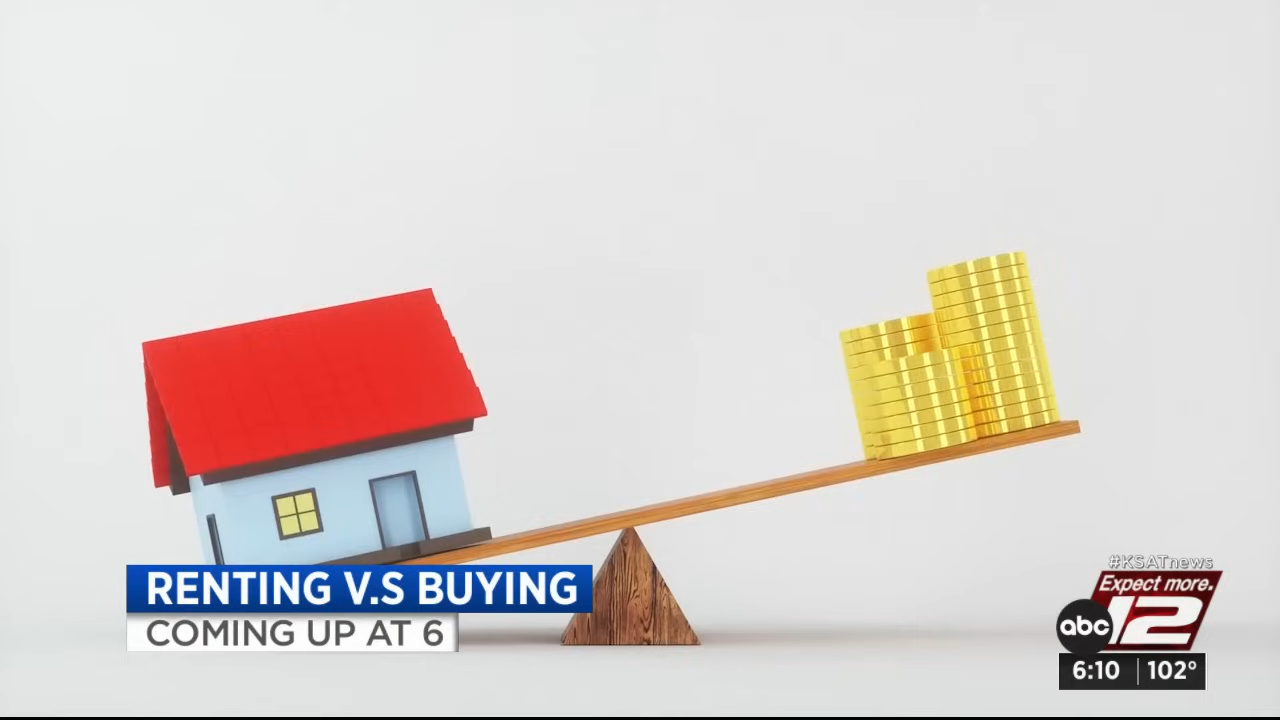 RENTING V.S BUYING
COMING UP AT 6
#KSATnews
Expect more.
abc 12
6:10 102°